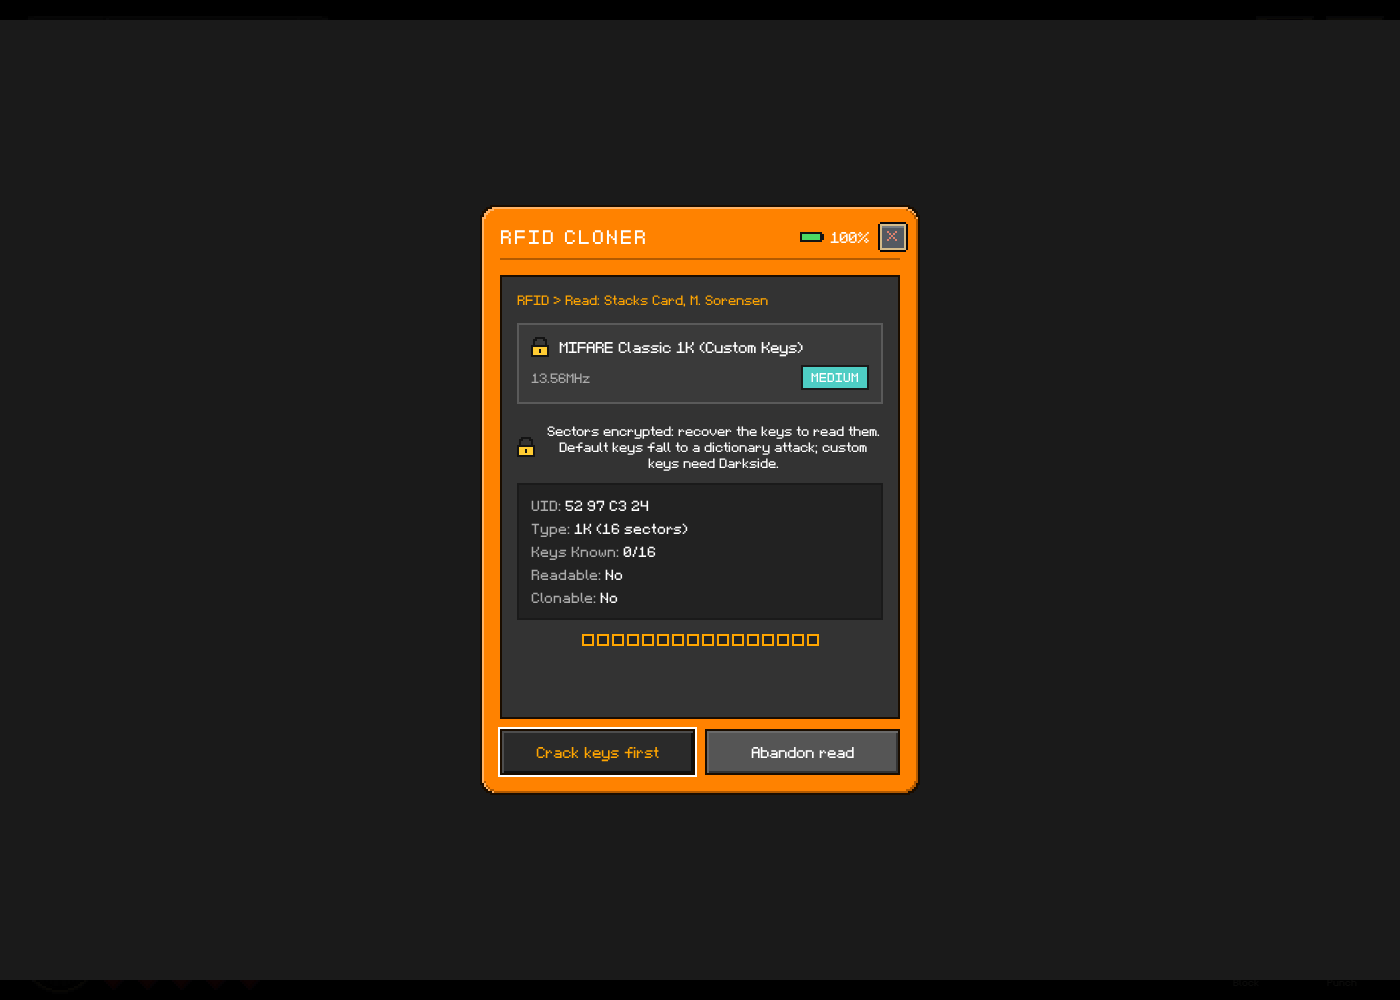 RFID CLONER
100%
X
RFID > Read: Stacks Card, M. Sorensen
MIFARE Classic 1K (Custom Keys)
13.56MHz
MEDIUM
Sectors encrypted: recover the keys to read them.
Default keys fall to a dictionary attack; custom
keys need Darkside.
UID: 52 97 C3 24
Type: 1K (16 sectors)
Keys Known: 0/16
Readable: No
Clonable: No
Crack keys first
Abandon read